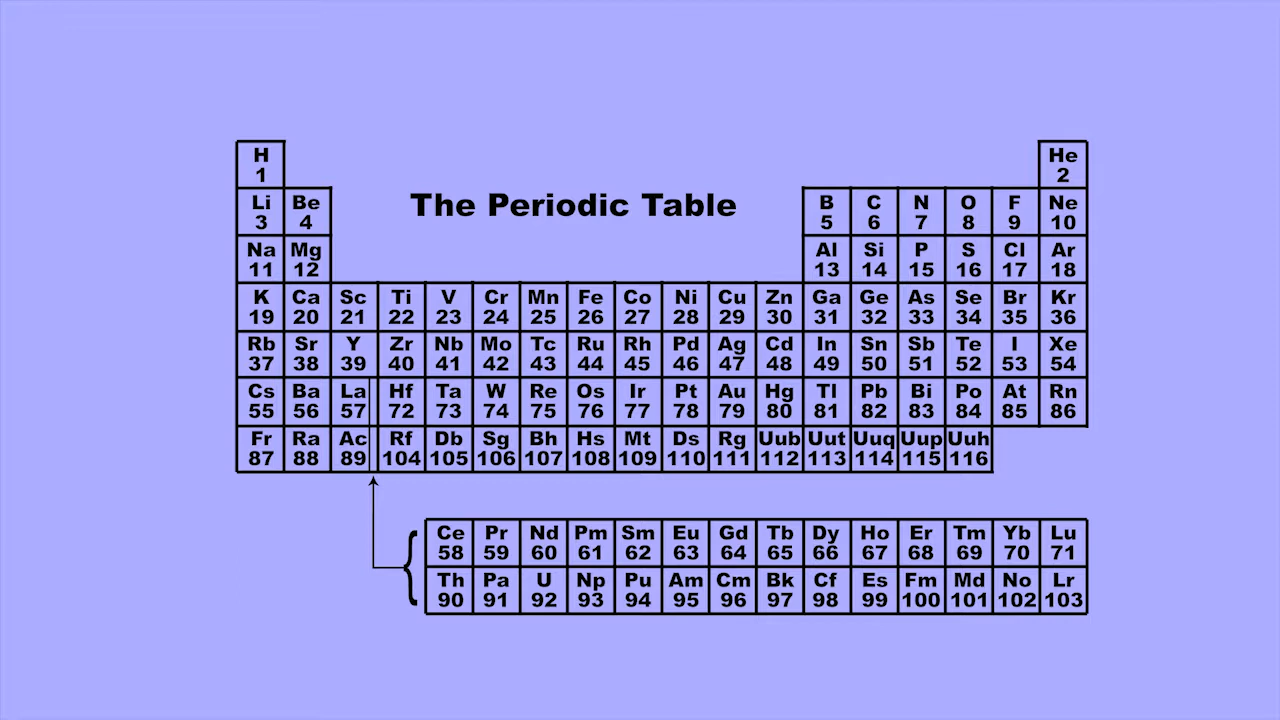 H He
1 2
The Periodic Table
Li Be B C N O F Ne
3 4 5 6 7 8 9 10
Na Mg Al Si P S Cl Ar
11 12 13 14 15 16 17 18
K Ca Sc Ti V Cr Mn Fe Co Ni Cu Zn Ga Ge As Se Br Kr
19 20 21 22 23 24 25 26 27 28 29 30 31 32 33 34 35 36
Rb Sr Y Zr Nb Mo Tc Ru Rh Pd Ag Cd In Sn Sb Te I Xe
37 38 39 40 41 42 43 44 45 46 47 48 49 50 51 52 53 54
Cs Ba La Hf Ta W Re Os Ir Pt Au Hg Tl Pb Bi Po At Rn
55 56 57 72 73 74 75 76 77 78 79 80 81 82 83 84 85 86
Fr Ra Ac Rf Db Sg Bh Hs Mt Ds Rg Uub Uut Uuq Uup Uuh
87 88 89 104 105 106 107 108 109 110 111 112 113 114 115 116
Ce Pr Nd Pm Sm Eu Gd Tb Dy Ho Er Tm Yb Lu
58 59 60 61 62 63 64 65 66 67 68 69 70 71
Th Pa U Np Pu Am Cm Bk Cf Es Fm Md No Lr
90 91 92 93 94 95 96 97 98 99 100 101 102 103